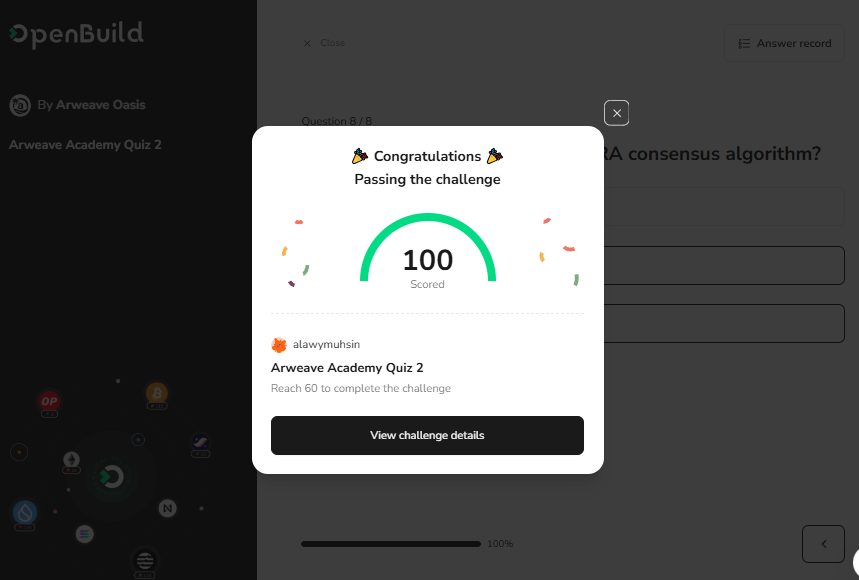 OpenBuild
Close
Answer record
By Arweave Oasis
Arweave Academy Quiz 2
Question 8 / 8
RA consensus algorithm?
Congratulations
Passing the challenge
100
Scored
alawymuhsin
Arweave Academy Quiz 2
Reach 60 to complete the challenge
View challenge details
OP
100%